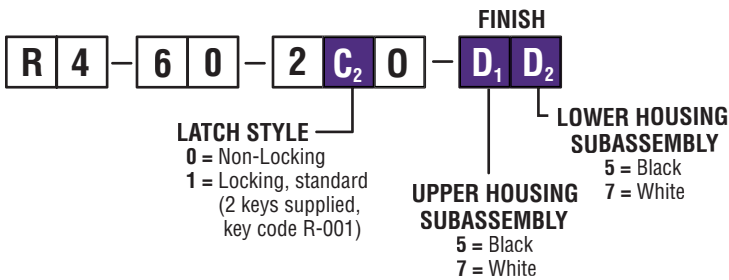 FINISH
R 4 – 6 0 – 2 C₂ 0 – D₁ D₂
LATCH STYLE
0 = Non-Locking
1 = Locking, standard
(2 keys supplied,
key code R-001)
UPPER HOUSING
SUBASSEMBLY
5 = Black
7 = White
LOWER HOUSING
SUBASSEMBLY
5 = Black
7 = White